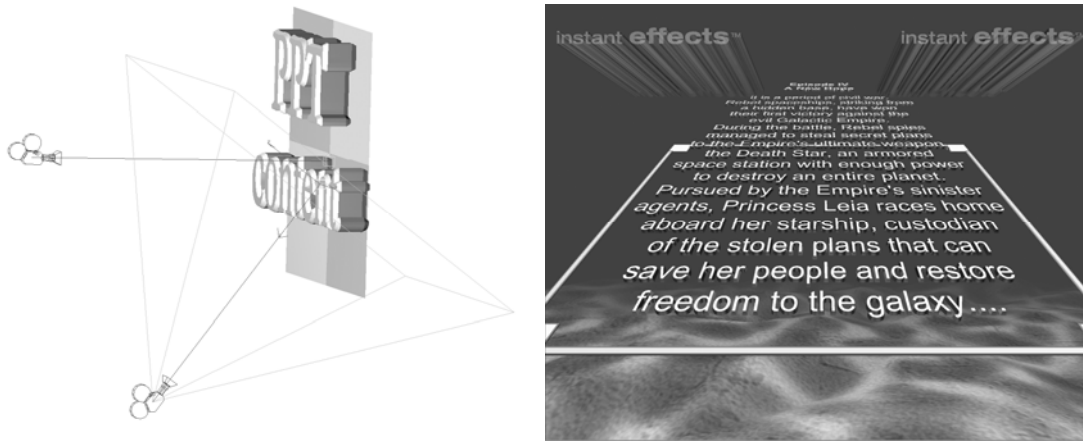 PPT
Content
instant effects™
instant effects™
Episode IV
A New Hope
It is a period of civil war.
Rebel spaceships, striking from
a hidden base, have won
their first victory against the
evil Galactic Empire.
During the battle, Rebel spies
managed to steal secret plans
to the Empire's ultimate weapon,
the Death Star, an armored
space station with enough power
to destroy an entire planet.
Pursued by the Empire's sinister
agents, Princess Leia races home
aboard her starship, custodian
of the stolen plans that can
save her people and restore
freedom to the galaxy....